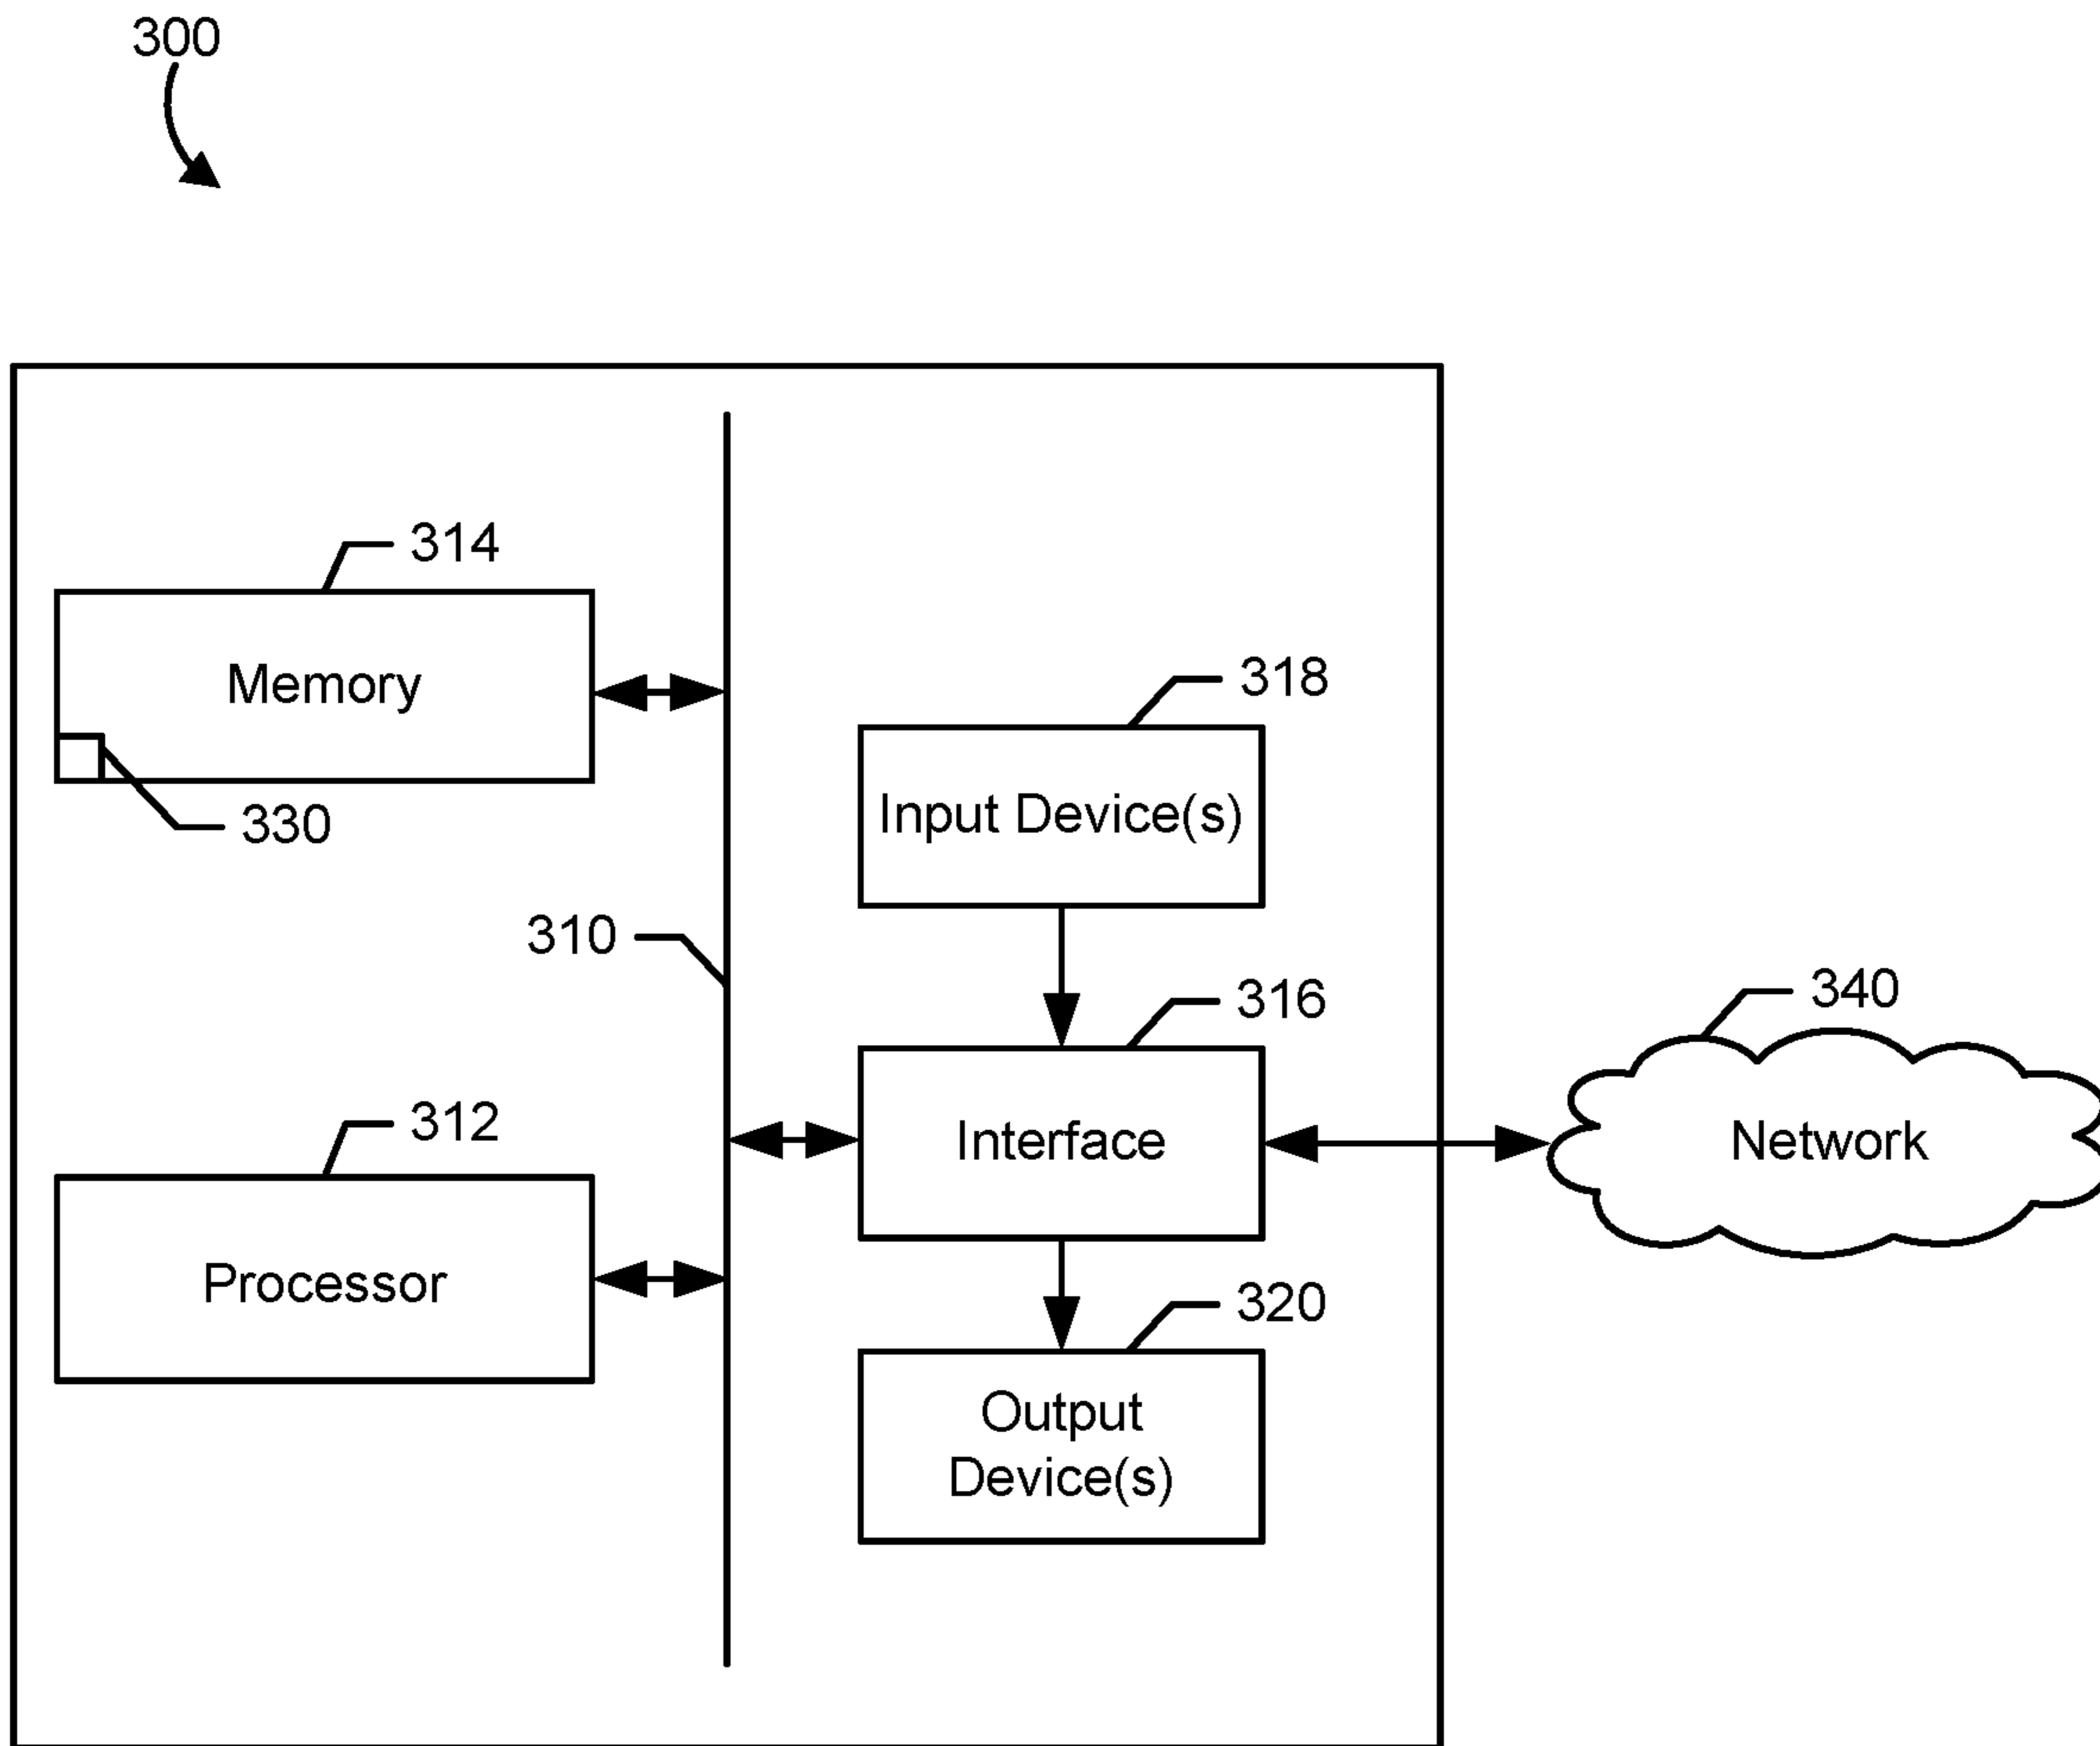 300
314
Memory
330
318
Input Device(s)
310
316
Interface
340
Network
312
Processor
320
Output
Device(s)